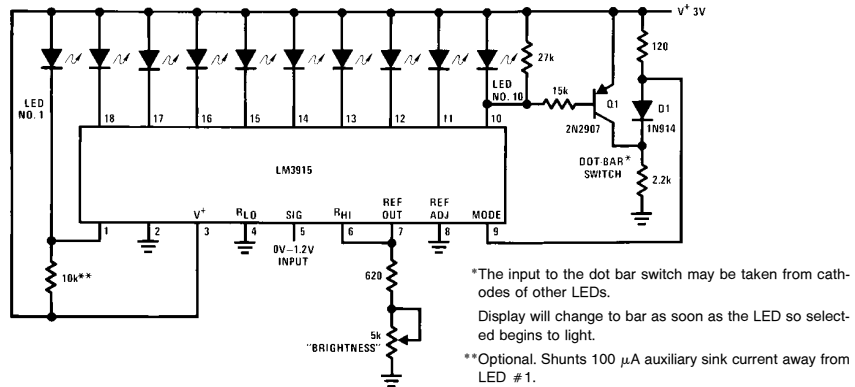 V+ 3V
LED
NO. 1
LED
NO. 10
27k
15k
Q1
2N2907
120
D1
1N914
DOT-BAR*
SWITCH
2.2k
18
17
16
15
14
13
12
11
10
LM3915
V+
RLO
SIG
RHI
REF
OUT
REF
ADJ
MODE
1
2
3
4
5
6
7
8
9
0V–1.2V
INPUT
10k**
620
5k
"BRIGHTNESS"
*The input to the dot bar switch may be taken from cath-
odes of other LEDs.
Display will change to bar as soon as the LED so select-
ed begins to light.
**Optional. Shunts 100 μA auxiliary sink current away from
LED #1.